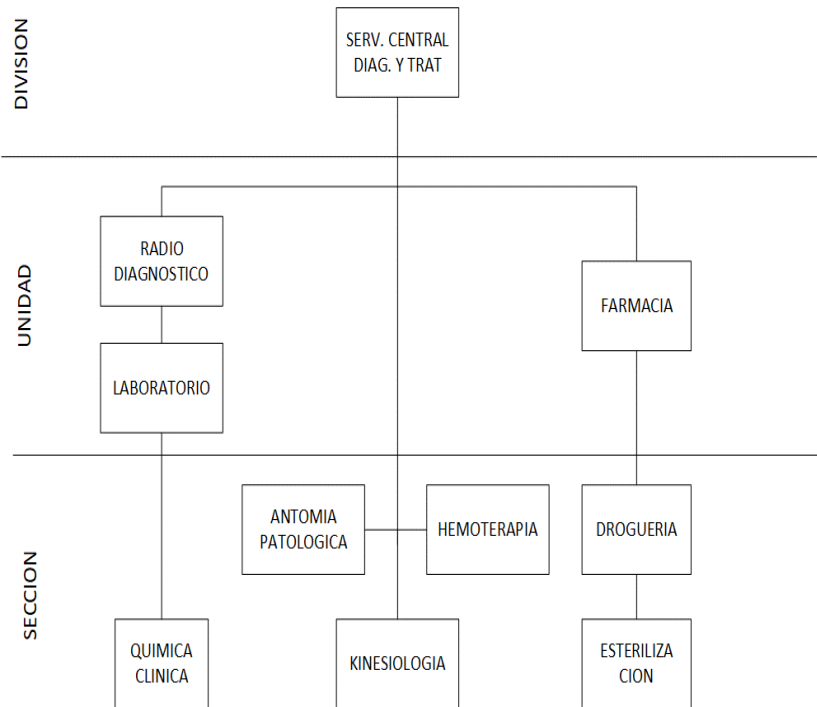 DIVISION
SERV. CENTRAL
DIAG. Y TRAT
UNIDAD
RADIO
DIAGNOSTICO
FARMACIA
LABORATORIO
SECCION
ANTOMIA
PATOLOGICA
HEMOTERAPIA
DROGUERIA
QUIMICA
CLINICA
KINESIOLOGIA
ESTERILIZA
CION